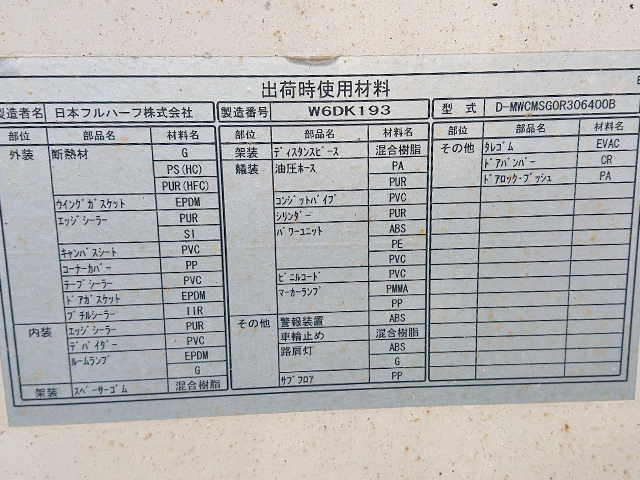 出荷時使用材料
製造者名 日本フルハーフ株式会社 製造番号 W6DK193 型式 D-MWCMSG0R306400B
部位 部品名 材料名 部位 部品名 材料名 部位 部品名 材料名
外装 断熱材 G 架装 ディスタンスピース 混合樹脂 その他 タレゴム EVAC
PS(HC) 艤装 油圧ホース PA ドアバンパー CR
PUR(HFC) PUR ドアロック・ブッシュ PA
ウイングガスケット EPDM コンジットパイプ PVC
エッジシーラー PUR シリンダー PUR
SI パワーユニット ABS
キャンバスシート PVC PE
コーナーカバー PP PVC
テープシーラー PVC ビニルコード PVC
ドアガスケット EPDM マーカーランプ PMMA
ブチルシーラー IIR PP
内装 エッジシーラー PUR その他 警報装置 ABS
デバイダー PVC 車輪止め 混合樹脂
ルームランプ EPDM 路肩灯 ABS
G G
架装 スペーサーゴム 混合樹脂 サブフロア PP